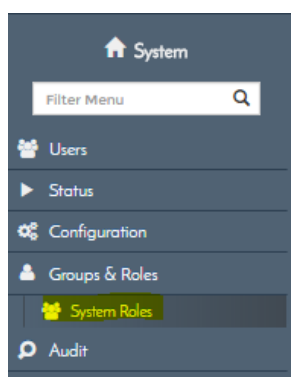 System
Filter Menu
Users
Status
Configuration
Groups & Roles
System Roles
Audit